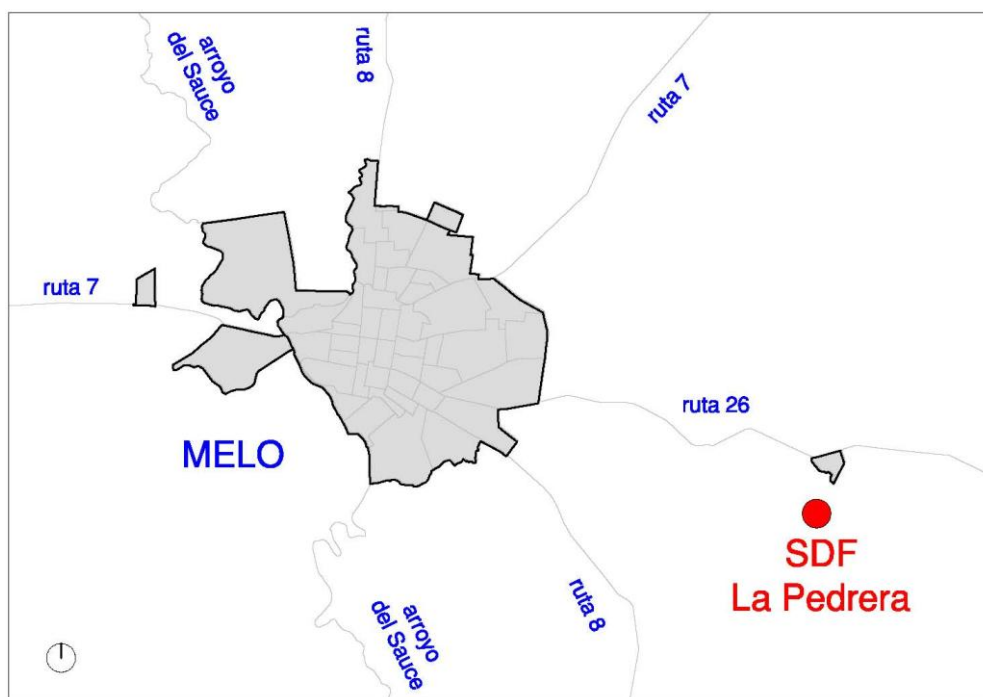 arroyo
del Sauce
ruta 8
ruta 7
ruta 7
ruta 26
MELO
SDF
La Pedrera
arroyo
del Sauce
ruta 8